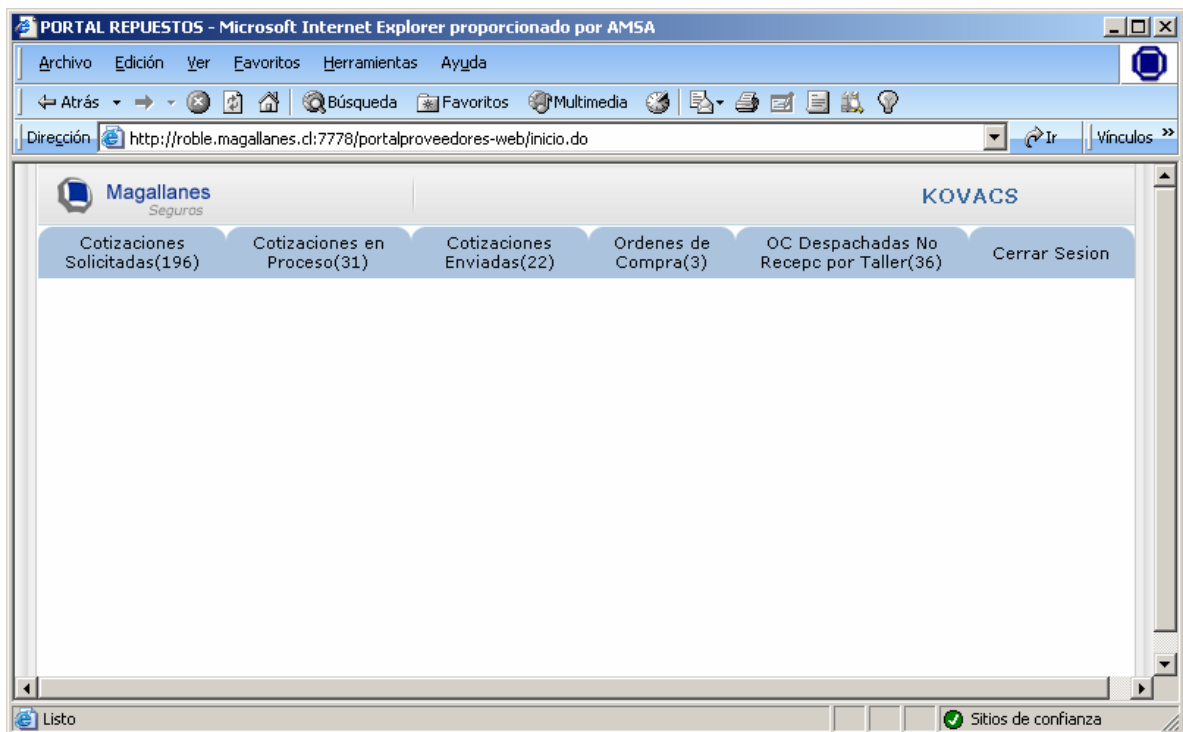 PORTAL REPUESTOS - Microsoft Internet Explorer proporcionado por AMSA
Archivo Edición Ver Favoritos Herramientas Ayuda
Atrás Búsqueda Favoritos Multimedia
Dirección http://roble.magallanes.cl:7778/portalproveedores-web/inicio.do Ir Vínculos »
Magallanes
Seguros
KOVACS
Cotizaciones Cotizaciones en Cotizaciones Ordenes de OC Despachadas No Cerrar Sesion
Solicitadas(196) Proceso(31) Enviadas(22) Compra(3) Recepc por Taller(36)
Listo Sitios de confianza